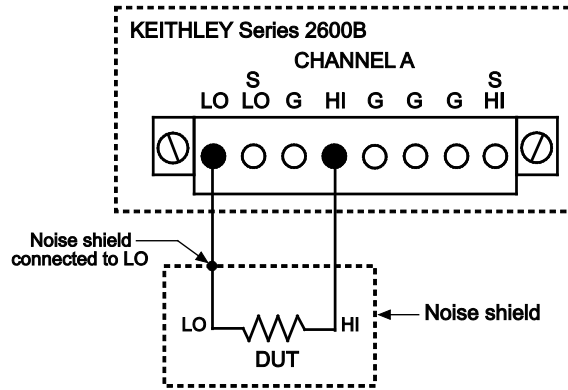 KEITHLEY Series 2600B
CHANNEL A
S S
LO LO G HI G G G HI
Noise shield
connected to LO
LO HI
DUT
Noise shield